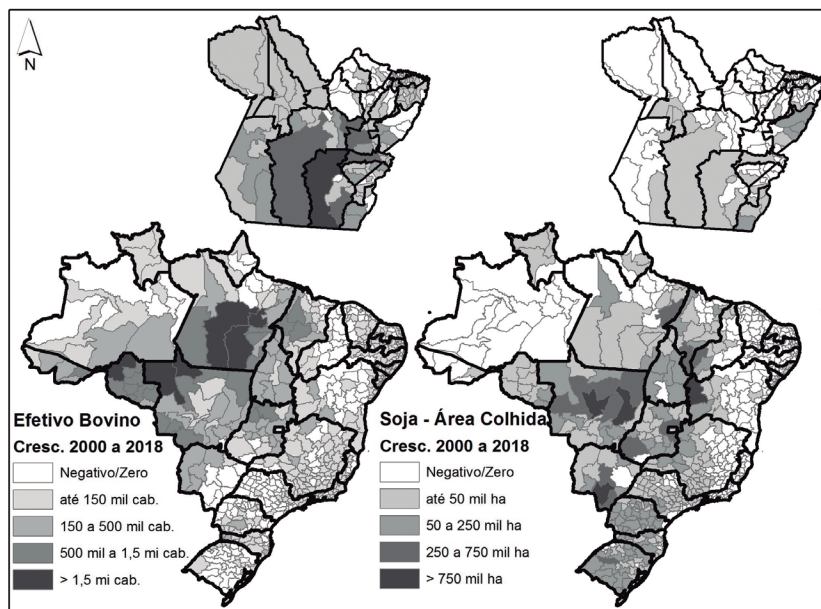 N
Efetivo Bovino
Cresc. 2000 a 2018
Negativo/Zero
até 150 mil cab.
150 a 500 mil cab.
500 mil a 1,5 mi cab.
> 1,5 mi cab.
Soja - Área Colhida
Cresc. 2000 a 2018
Negativo/Zero
até 50 mil ha
50 a 250 mil ha
250 a 750 mil ha
> 750 mil ha